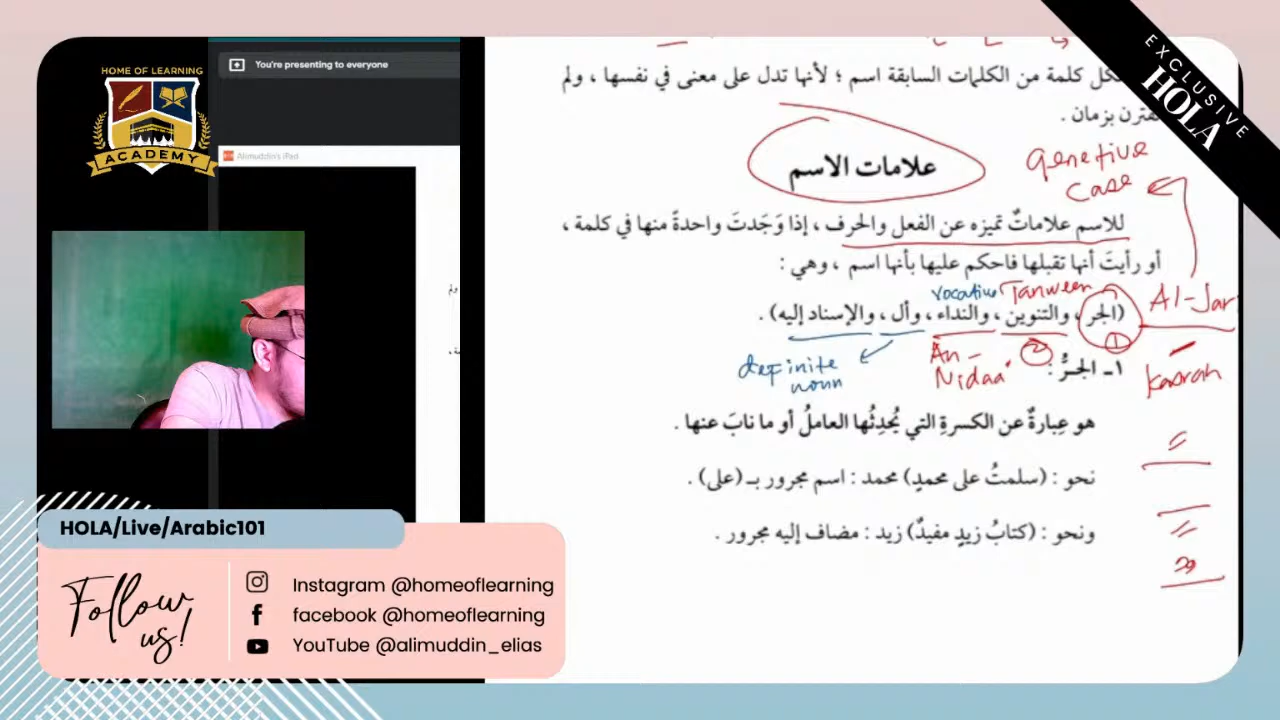 HOME OF LEARNING
ACADEMY
You're presenting to everyone
Alimuddin's iPad
EXCLUSIVE
HOLA
كل كلمة من الكلمات السابقة اسم ؛ لأنها تدل على معنى في نفسها ، ولم
بزمان .
علامات الاسم
Genetive
case
للاسم علاماتٌ تميزه عن الفعل والحرف ، إذا وَجَدتَ واحدةً منها في كلمة ،
أو رأيتَ أنها تقبلها فاحكم عليها بأنها اسم ، وهي :
vocative
Tanween
Al-Jar
(الجر ، والتنوين ، والنداء ، وأل ، والإسناد إليه) .
1
2
An-
Nidaa'
definite
noun
kasrah
١ـ الجـرُّ :
هو عِبارةٌ عن الكسرةِ التي يُحدِثُها العاملُ أو ما نابَ عنها .
نحو : (سلمتُ على محمدٍ) محمد : اسم مجرور بـ (على) .
ونحو : (كتابُ زيدٍ مفيدٌ) زيد : مضاف إليه مجرور .
HOLA/Live/Arabic101
Follow
us!
Instagram @homeoflearning
facebook @homeoflearning
YouTube @alimuddin_elias